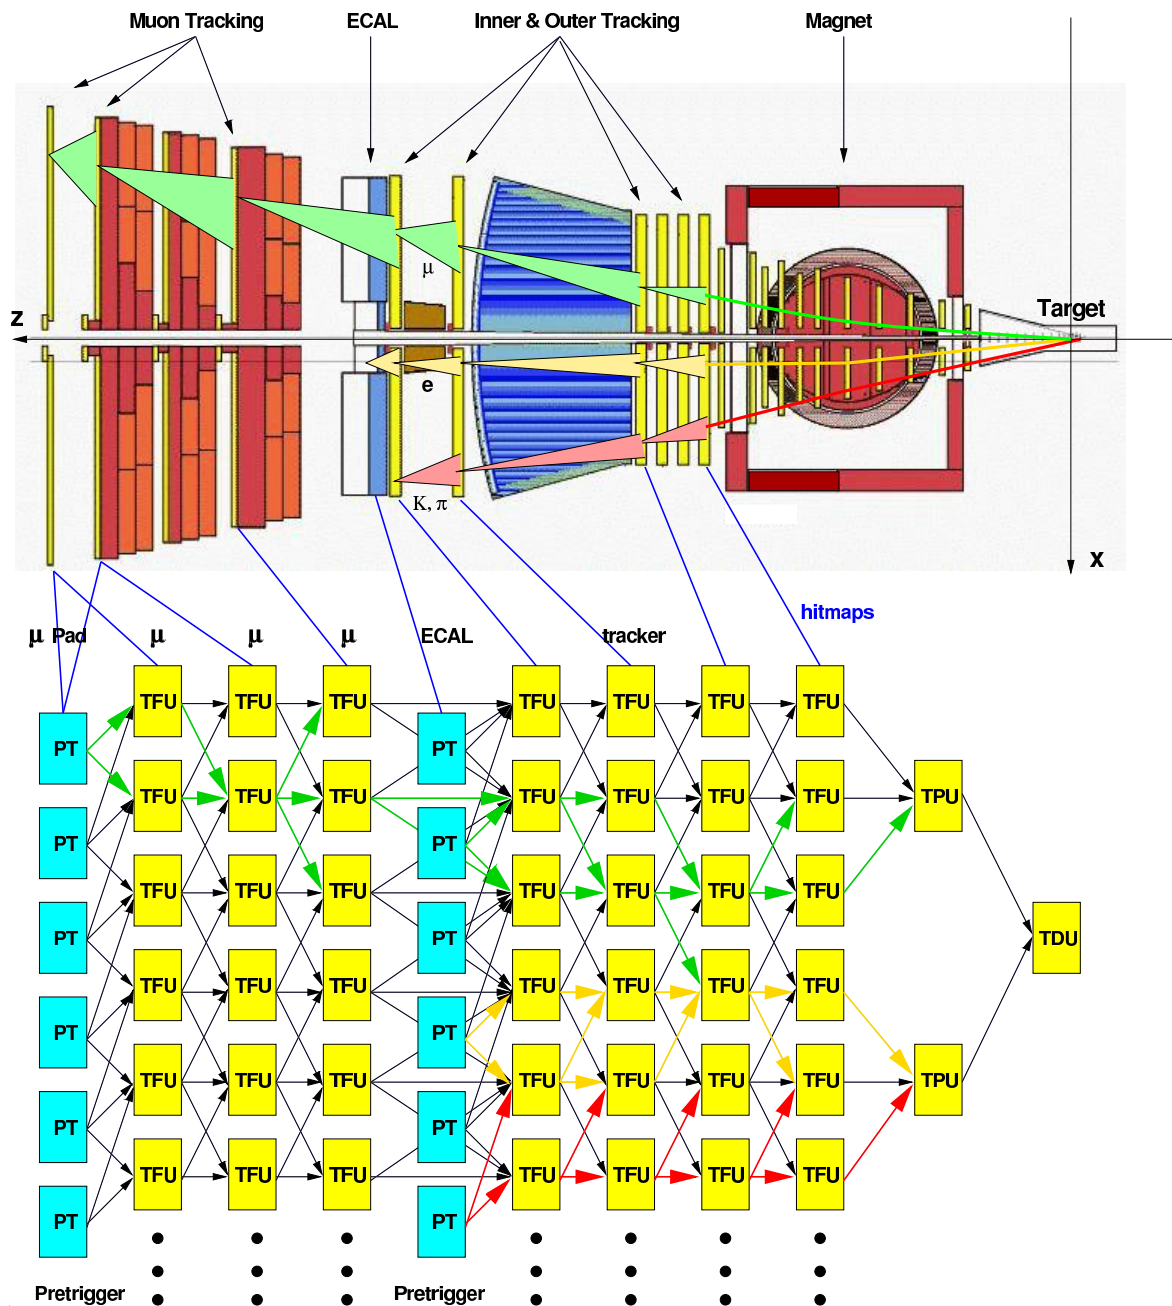 Muon Tracking ECAL Inner & Outer Tracking Magnet
μ
Target
z
e
K, π
x
hitmaps
μ Pad μ μ μ ECAL tracker
TFU TFU TFU TFU TFU TFU TFU
PT PT
TFU TFU TFU TFU TFU TFU TFU TPU
PT PT
TFU TFU TFU TFU TFU TFU TFU
PT PT TDU
TFU TFU TFU TFU TFU TFU TFU
PT PT
TFU TFU TFU TFU TFU TFU TFU TPU
PT PT
TFU TFU TFU TFU TFU TFU TFU
PT PT
Pretrigger Pretrigger